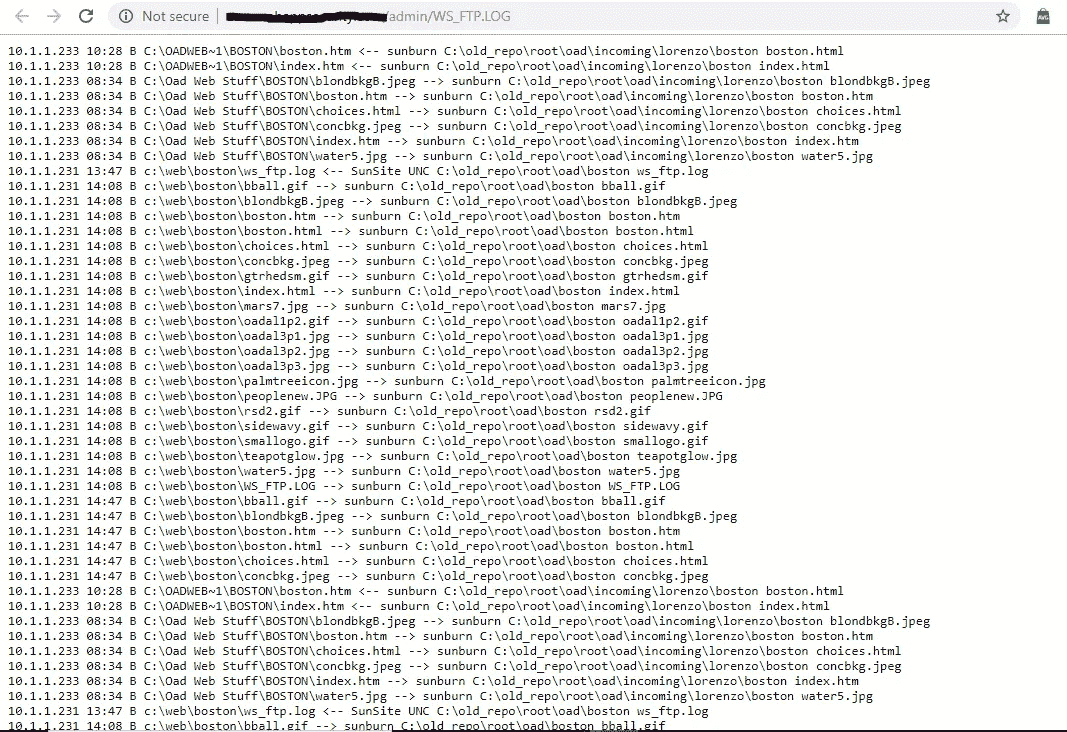 Not secure
/admin/WS_FTP.LOG
AVG
10.1.1.233 10:28 B C:\OADWEB~1\BOSTON\boston.htm <-- sunburn C:\old_repo\root\oad\incoming\lorenzo\boston boston.html
10.1.1.233 10:28 B C:\OADWEB~1\BOSTON\index.htm <-- sunburn C:\old_repo\root\oad\incoming\lorenzo\boston index.html
10.1.1.233 08:34 B C:\Oad Web Stuff\BOSTON\blondbkgB.jpeg --> sunburn C:\old_repo\root\oad\incoming\lorenzo\boston blondbkgB.jpeg
10.1.1.233 08:34 B C:\Oad Web Stuff\BOSTON\boston.htm --> sunburn C:\old_repo\root\oad\incoming\lorenzo\boston boston.htm
10.1.1.233 08:34 B C:\Oad Web Stuff\BOSTON\choices.html --> sunburn C:\old_repo\root\oad\incoming\lorenzo\boston choices.html
10.1.1.233 08:34 B C:\Oad Web Stuff\BOSTON\concbkg.jpeg --> sunburn C:\old_repo\root\oad\incoming\lorenzo\boston concbkg.jpeg
10.1.1.233 08:34 B C:\Oad Web Stuff\BOSTON\index.htm --> sunburn C:\old_repo\root\oad\incoming\lorenzo\boston index.htm
10.1.1.233 08:34 B C:\Oad Web Stuff\BOSTON\water5.jpg --> sunburn C:\old_repo\root\oad\incoming\lorenzo\boston water5.jpg
10.1.1.231 13:47 B c:\web\boston\ws_ftp.log <-- SunSite UNC C:\old_repo\root\oad\boston ws_ftp.log
10.1.1.231 14:08 B c:\web\boston\bball.gif --> sunburn C:\old_repo\root\oad\boston bball.gif
10.1.1.231 14:08 B c:\web\boston\blondbkgB.jpeg --> sunburn C:\old_repo\root\oad\boston blondbkgB.jpeg
10.1.1.231 14:08 B c:\web\boston\boston.htm --> sunburn C:\old_repo\root\oad\boston boston.htm
10.1.1.231 14:08 B c:\web\boston\boston.html --> sunburn C:\old_repo\root\oad\boston boston.html
10.1.1.231 14:08 B c:\web\boston\choices.html --> sunburn C:\old_repo\root\oad\boston choices.html
10.1.1.231 14:08 B c:\web\boston\concbkg.jpeg --> sunburn C:\old_repo\root\oad\boston concbkg.jpeg
10.1.1.231 14:08 B c:\web\boston\gtrhedsm.gif --> sunburn C:\old_repo\root\oad\boston gtrhedsm.gif
10.1.1.231 14:08 B c:\web\boston\index.html --> sunburn C:\old_repo\root\oad\boston index.html
10.1.1.231 14:08 B c:\web\boston\mars7.jpg --> sunburn C:\old_repo\root\oad\boston mars7.jpg
10.1.1.231 14:08 B c:\web\boston\oadal1p2.gif --> sunburn C:\old_repo\root\oad\boston oadal1p2.gif
10.1.1.231 14:08 B c:\web\boston\oadal3p1.jpg --> sunburn C:\old_repo\root\oad\boston oadal3p1.jpg
10.1.1.231 14:08 B c:\web\boston\oadal3p2.jpg --> sunburn C:\old_repo\root\oad\boston oadal3p2.jpg
10.1.1.231 14:08 B c:\web\boston\oadal3p3.jpg --> sunburn C:\old_repo\root\oad\boston oadal3p3.jpg
10.1.1.231 14:08 B c:\web\boston\palmtreeicon.jpg --> sunburn C:\old_repo\root\oad\boston palmtreeicon.jpg
10.1.1.231 14:08 B c:\web\boston\peoplenew.JPG --> sunburn C:\old_repo\root\oad\boston peoplenew.JPG
10.1.1.231 14:08 B c:\web\boston\rsd2.gif --> sunburn C:\old_repo\root\oad\boston rsd2.gif
10.1.1.231 14:08 B c:\web\boston\sidewavy.gif --> sunburn C:\old_repo\root\oad\boston sidewavy.gif
10.1.1.231 14:08 B c:\web\boston\smallogo.gif --> sunburn C:\old_repo\root\oad\boston smallogo.gif
10.1.1.231 14:08 B c:\web\boston\teapotglow.jpg --> sunburn C:\old_repo\root\oad\boston teapotglow.jpg
10.1.1.231 14:08 B c:\web\boston\water5.jpg --> sunburn C:\old_repo\root\oad\boston water5.jpg
10.1.1.231 14:08 B c:\web\boston\WS_FTP.LOG --> sunburn C:\old_repo\root\oad\boston WS_FTP.LOG
10.1.1.231 14:47 B C:\web\boston\bball.gif --> sunburn C:\old_repo\root\oad\boston bball.gif
10.1.1.231 14:47 B C:\web\boston\blondbkgB.jpeg --> sunburn C:\old_repo\root\oad\boston blondbkgB.jpeg
10.1.1.231 14:47 B C:\web\boston\boston.htm --> sunburn C:\old_repo\root\oad\boston boston.htm
10.1.1.231 14:47 B C:\web\boston\boston.html --> sunburn C:\old_repo\root\oad\boston boston.html
10.1.1.231 14:47 B C:\web\boston\choices.html --> sunburn C:\old_repo\root\oad\boston choices.html
10.1.1.231 14:47 B C:\web\boston\concbkg.jpeg --> sunburn C:\old_repo\root\oad\boston concbkg.jpeg
10.1.1.233 10:28 B C:\OADWEB~1\BOSTON\boston.htm <-- sunburn C:\old_repo\root\oad\incoming\lorenzo\boston boston.html
10.1.1.233 10:28 B C:\OADWEB~1\BOSTON\index.htm <-- sunburn C:\old_repo\root\oad\incoming\lorenzo\boston index.html
10.1.1.233 08:34 B C:\Oad Web Stuff\BOSTON\blondbkgB.jpeg --> sunburn C:\old_repo\root\oad\incoming\lorenzo\boston blondbkgB.jpeg
10.1.1.233 08:34 B C:\Oad Web Stuff\BOSTON\boston.htm --> sunburn C:\old_repo\root\oad\incoming\lorenzo\boston boston.htm
10.1.1.233 08:34 B C:\Oad Web Stuff\BOSTON\choices.html --> sunburn C:\old_repo\root\oad\incoming\lorenzo\boston choices.html
10.1.1.233 08:34 B C:\Oad Web Stuff\BOSTON\concbkg.jpeg --> sunburn C:\old_repo\root\oad\incoming\lorenzo\boston concbkg.jpeg
10.1.1.233 08:34 B C:\Oad Web Stuff\BOSTON\index.htm --> sunburn C:\old_repo\root\oad\incoming\lorenzo\boston index.htm
10.1.1.233 08:34 B C:\Oad Web Stuff\BOSTON\water5.jpg --> sunburn C:\old_repo\root\oad\incoming\lorenzo\boston water5.jpg
10.1.1.231 13:47 B c:\web\boston\ws_ftp.log <-- SunSite UNC C:\old_repo\root\oad\boston ws_ftp.log
10.1.1.231 14:08 B c:\web\boston\bball.gif --> sunburn C:\old_repo\root\oad\boston bball.gif